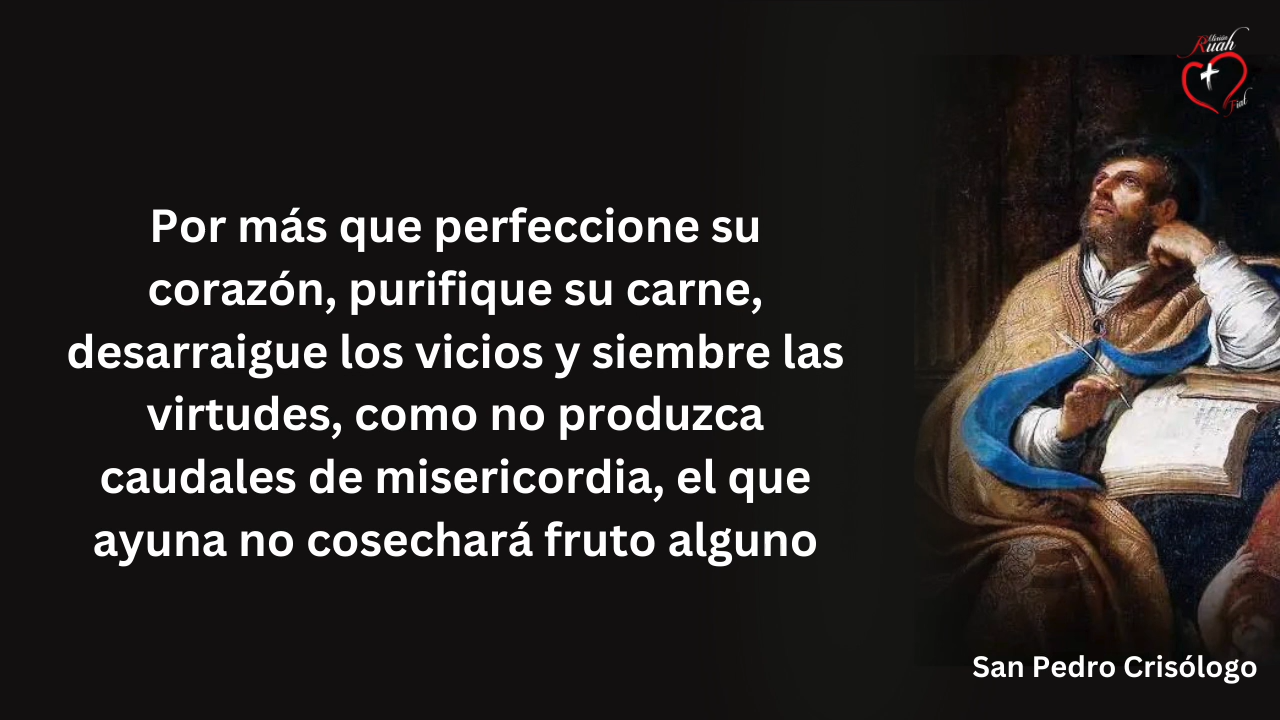 Ruah
Por más que perfeccione su
corazón, purifique su carne,
desarraigue los vicios y siembre las
virtudes, como no produzca
caudales de misericordia, el que
ayuna no cosechará fruto alguno
San Pedro Crisólogo